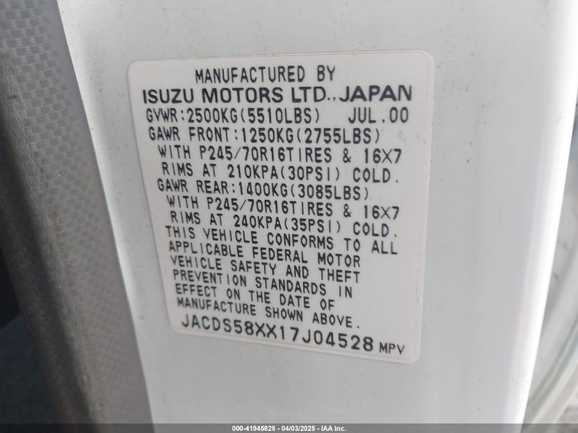 MANUFACTURED BY
ISUZU MOTORS LTD., JAPAN
GVWR:2500KG(5510LBS) JUL.00
GAWR FRONT:1250KG(2755LBS)
WITH P245/70R16TIRES & 16X7
RIMS AT 210KPA(30PSI) COLD.
GAWR REAR:1400KG(3085LBS)
WITH P245/70R16TIRES & 16X7
RIMS AT 240KPA(35PSI) COLD.
THIS VEHICLE CONFORMS TO ALL
APPLICABLE FEDERAL MOTOR
VEHICLE SAFETY AND THEFT
PREVENTION STANDARDS IN
EFFECT ON THE DATE OF
MANUFACTURE SHOWN ABOVE.
JACDS58XX17J04528 MPV
000-41945828 - 04/03/2025 - IAA Inc.